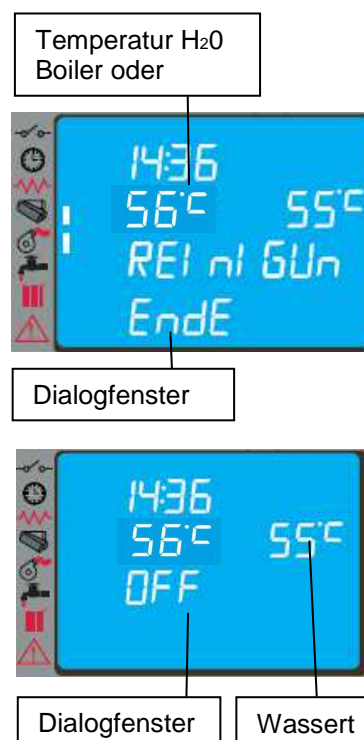 Temperatur H₂0
Boiler oder
14:36
56°C 55°C
REInIGUn
EndE
Dialogfenster
14:36
56°C 55°C
OFF
Dialogfenster Wassert